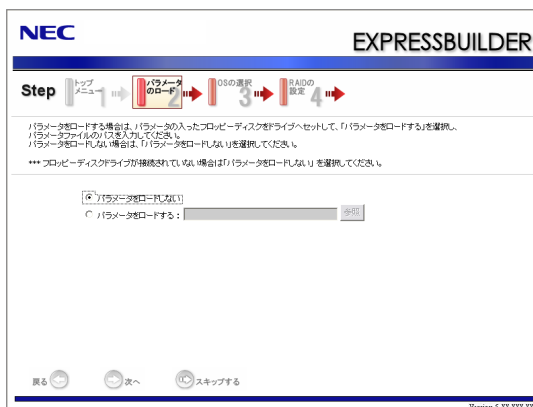 NEC
EXPRESSBUILDER
Step
トップ
メニュー 1
パラメータ
のロード 2
OSの選択 3
RAIDの
設定 4
パラメータをロードする場合は、パラメータの入ったフロッピーディスクをドライブへセットして、「パラメータをロードする」を選択し、
パラメータファイルのパスを入力してください。
パラメータをロードしない場合は、「パラメータをロードしない」を選択してください。
*** フロッピーディスクドライブが接続されていない場合は「パラメータをロードしない」を選択してください。
パラメータをロードしない
パラメータをロードする：
参照
戻る 次へ スキップする